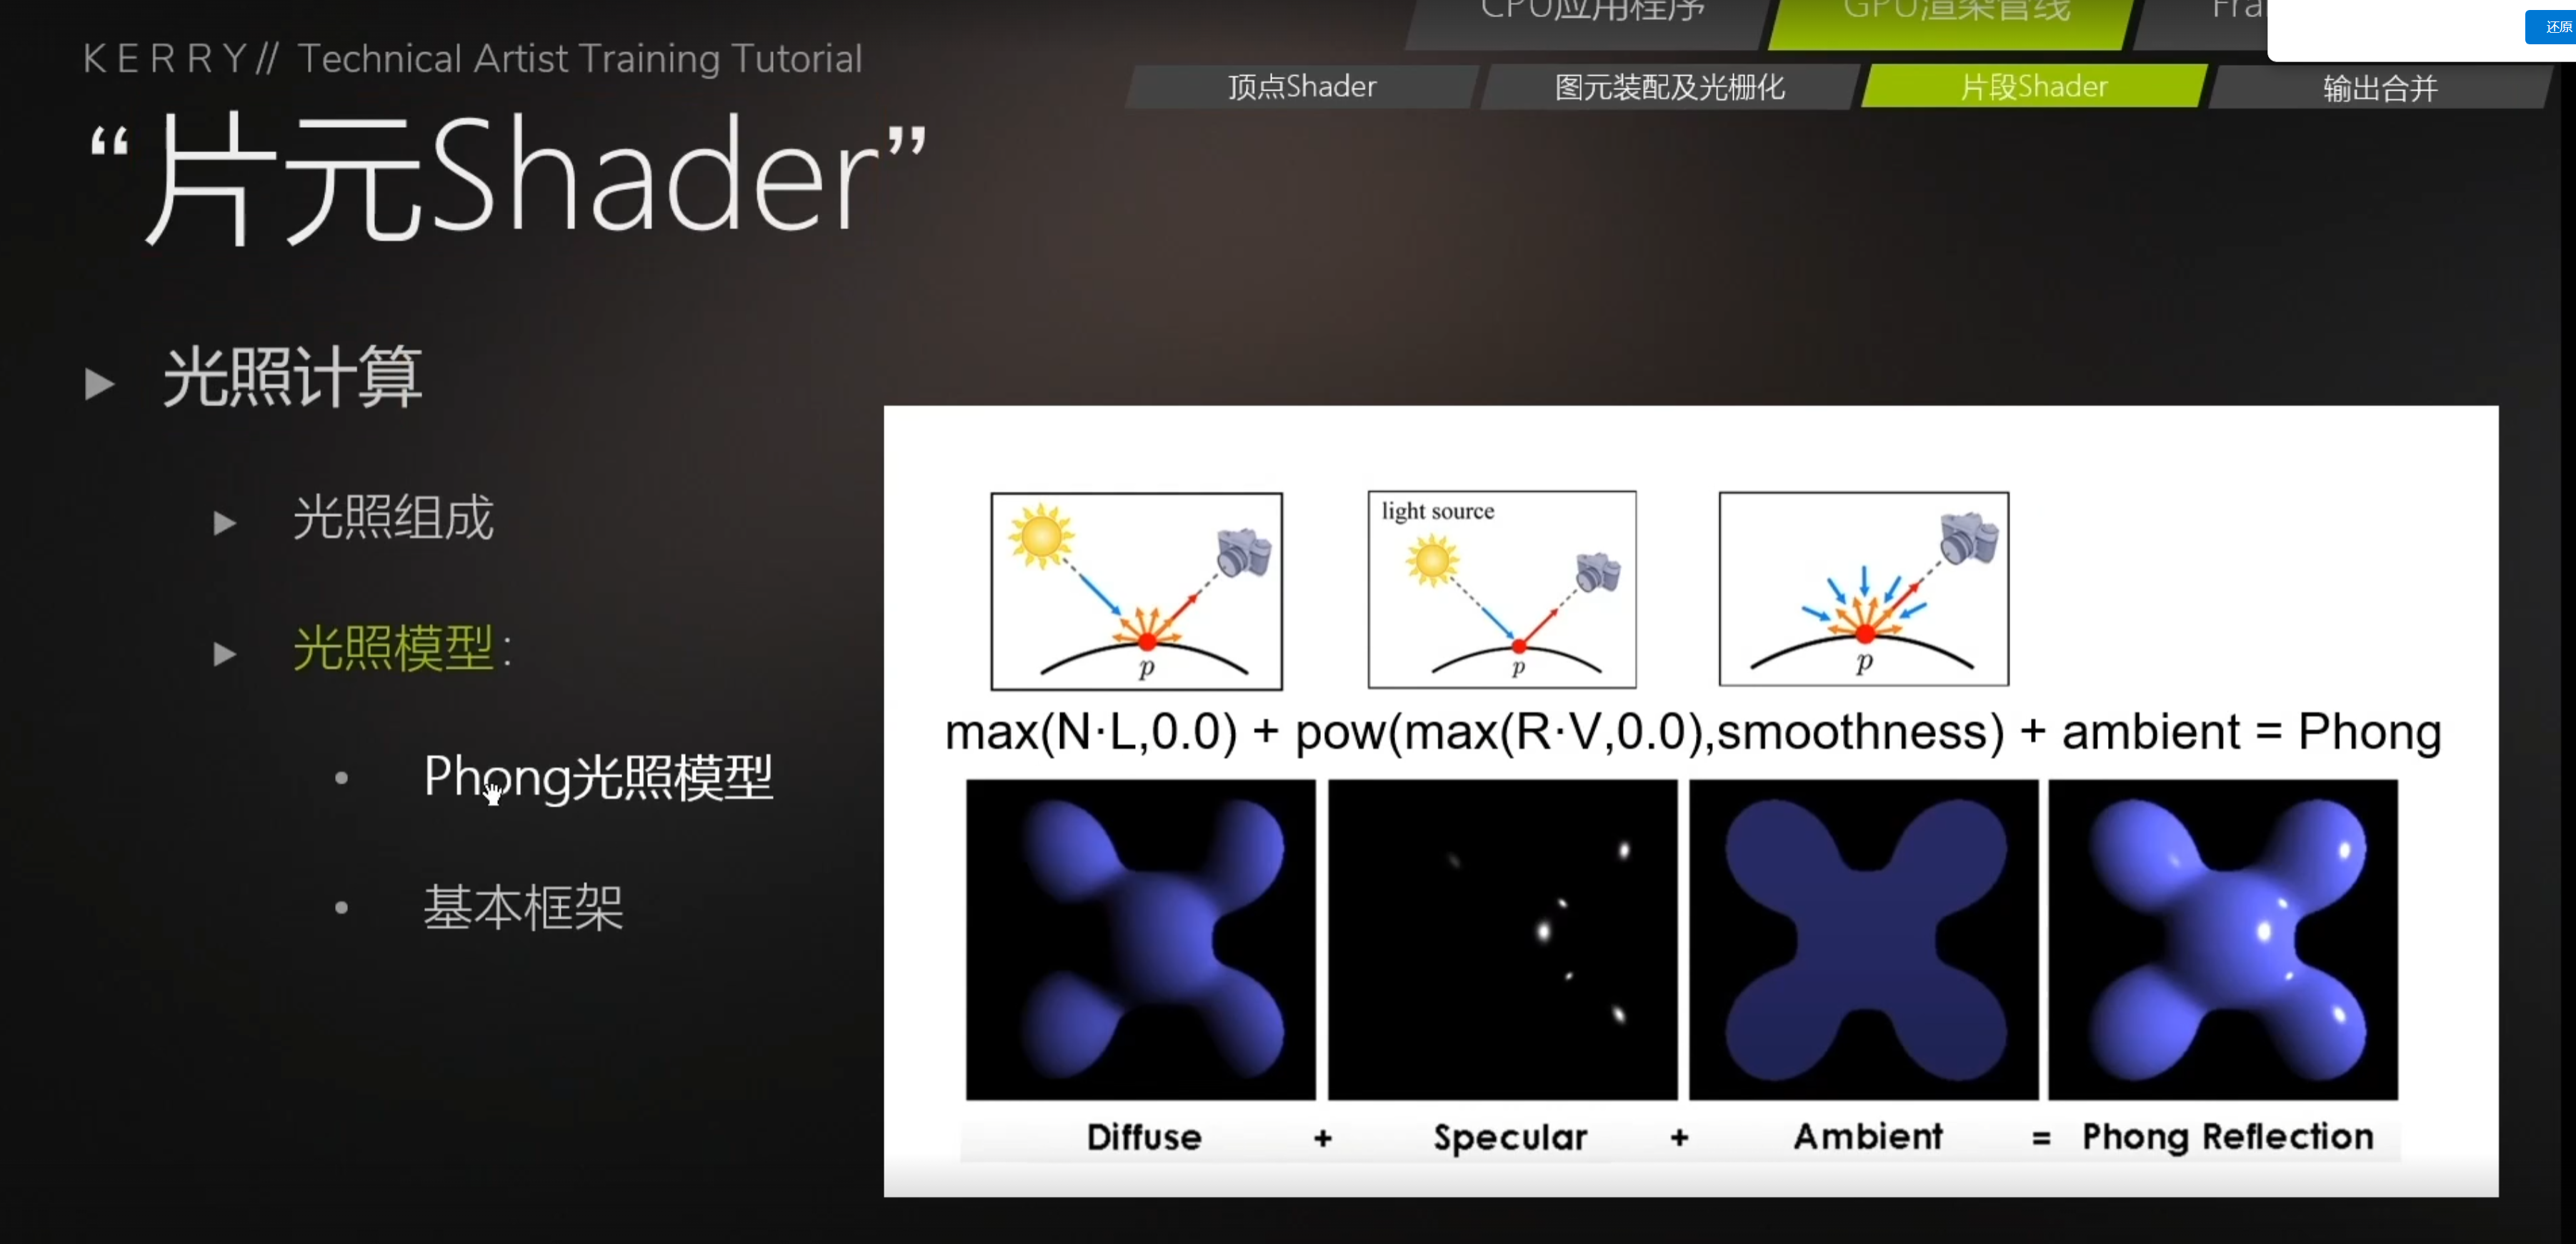 CPU应用程序
GPU渲染管线
Fra
还原
KERRY// Technical Artist Training Tutorial
顶点Shader
图元装配及光栅化
片段Shader
输出合并
“片元Shader”
光照计算
光照组成
光照模型:
Phong光照模型
基本框架
light source
p
p
p
max(N·L,0.0) + pow(max(R·V,0.0),smoothness) + ambient = Phong
Diffuse + Specular + Ambient = Phong Reflection